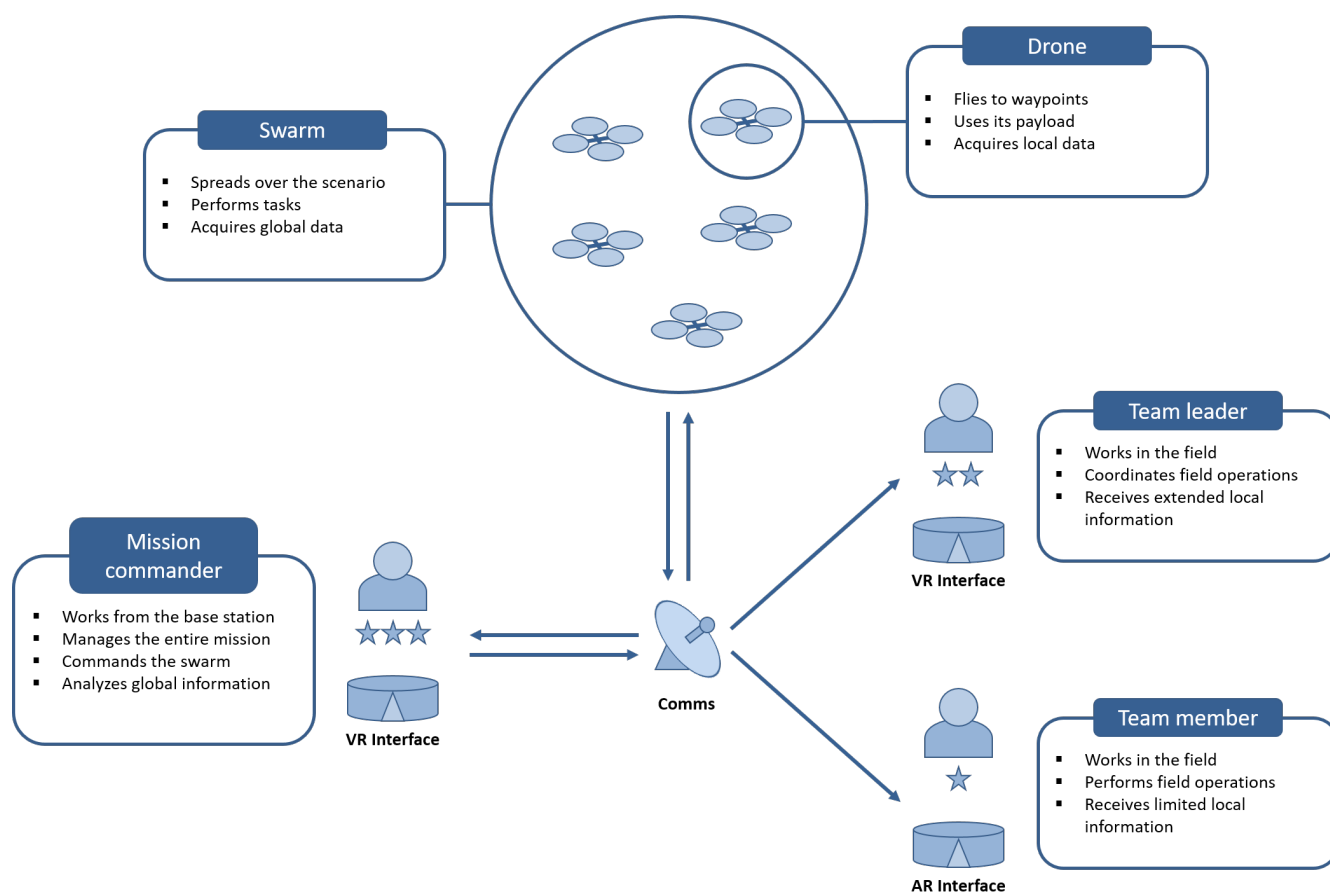 Drone
▪ Flies to waypoints
▪ Uses its payload
▪ Acquires local data
Swarm
▪ Spreads over the scenario
▪ Performs tasks
▪ Acquires global data
Team leader
▪ Works in the field
▪ Coordinates field operations
▪ Receives extended local
information
VR Interface
Mission
commander
▪ Works from the base station
▪ Manages the entire mission
▪ Commands the swarm
▪ Analyzes global information
VR Interface
Comms
Team member
▪ Works in the field
▪ Performs field operations
▪ Receives limited local
information
AR Interface